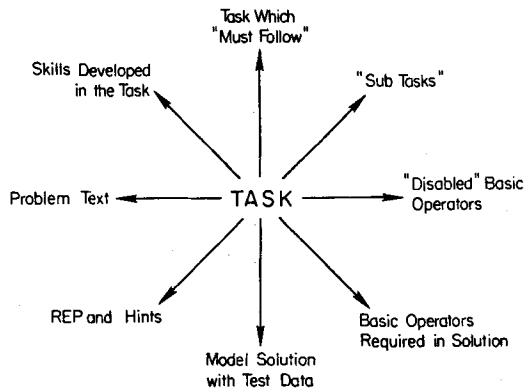 Task Which
"Must Follow"
Skills Developed
in the Task
"Sub Tasks"
Problem Text
TASK
"Disabled" Basic
Operators
REP and Hints
Basic Operators
Required in Solution
Model Solution
with Test Data